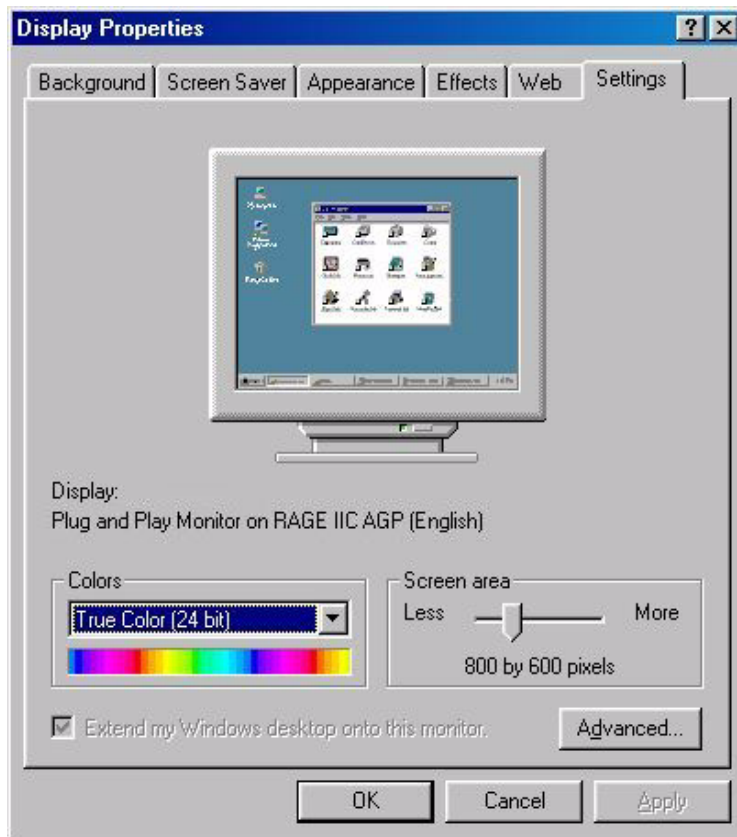 Display Properties
Background Screen Saver Appearance Effects Web Settings
Display:
Plug and Play Monitor on RAGE IIC AGP (English)
Colors
True Color (24 bit)
Screen area
Less More
800 by 600 pixels
Extend my Windows desktop onto this monitor.
Advanced...
OK Cancel Apply